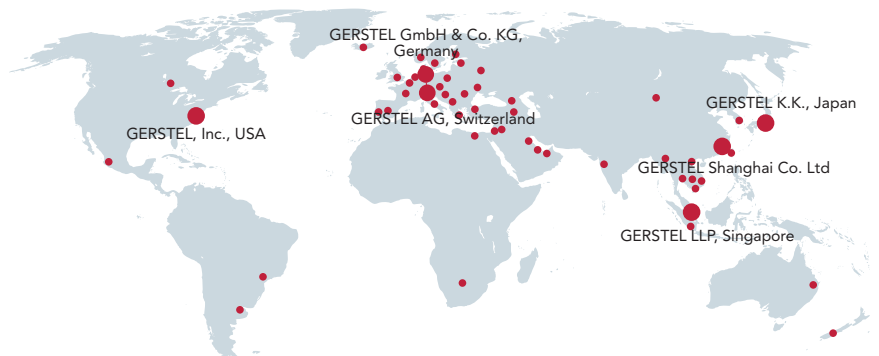 GERSTEL GmbH & Co. KG,
Germany
GERSTEL K.K., Japan
GERSTEL AG, Switzerland
GERSTEL, Inc., USA
GERSTEL Shanghai Co. Ltd
GERSTEL LLP, Singapore